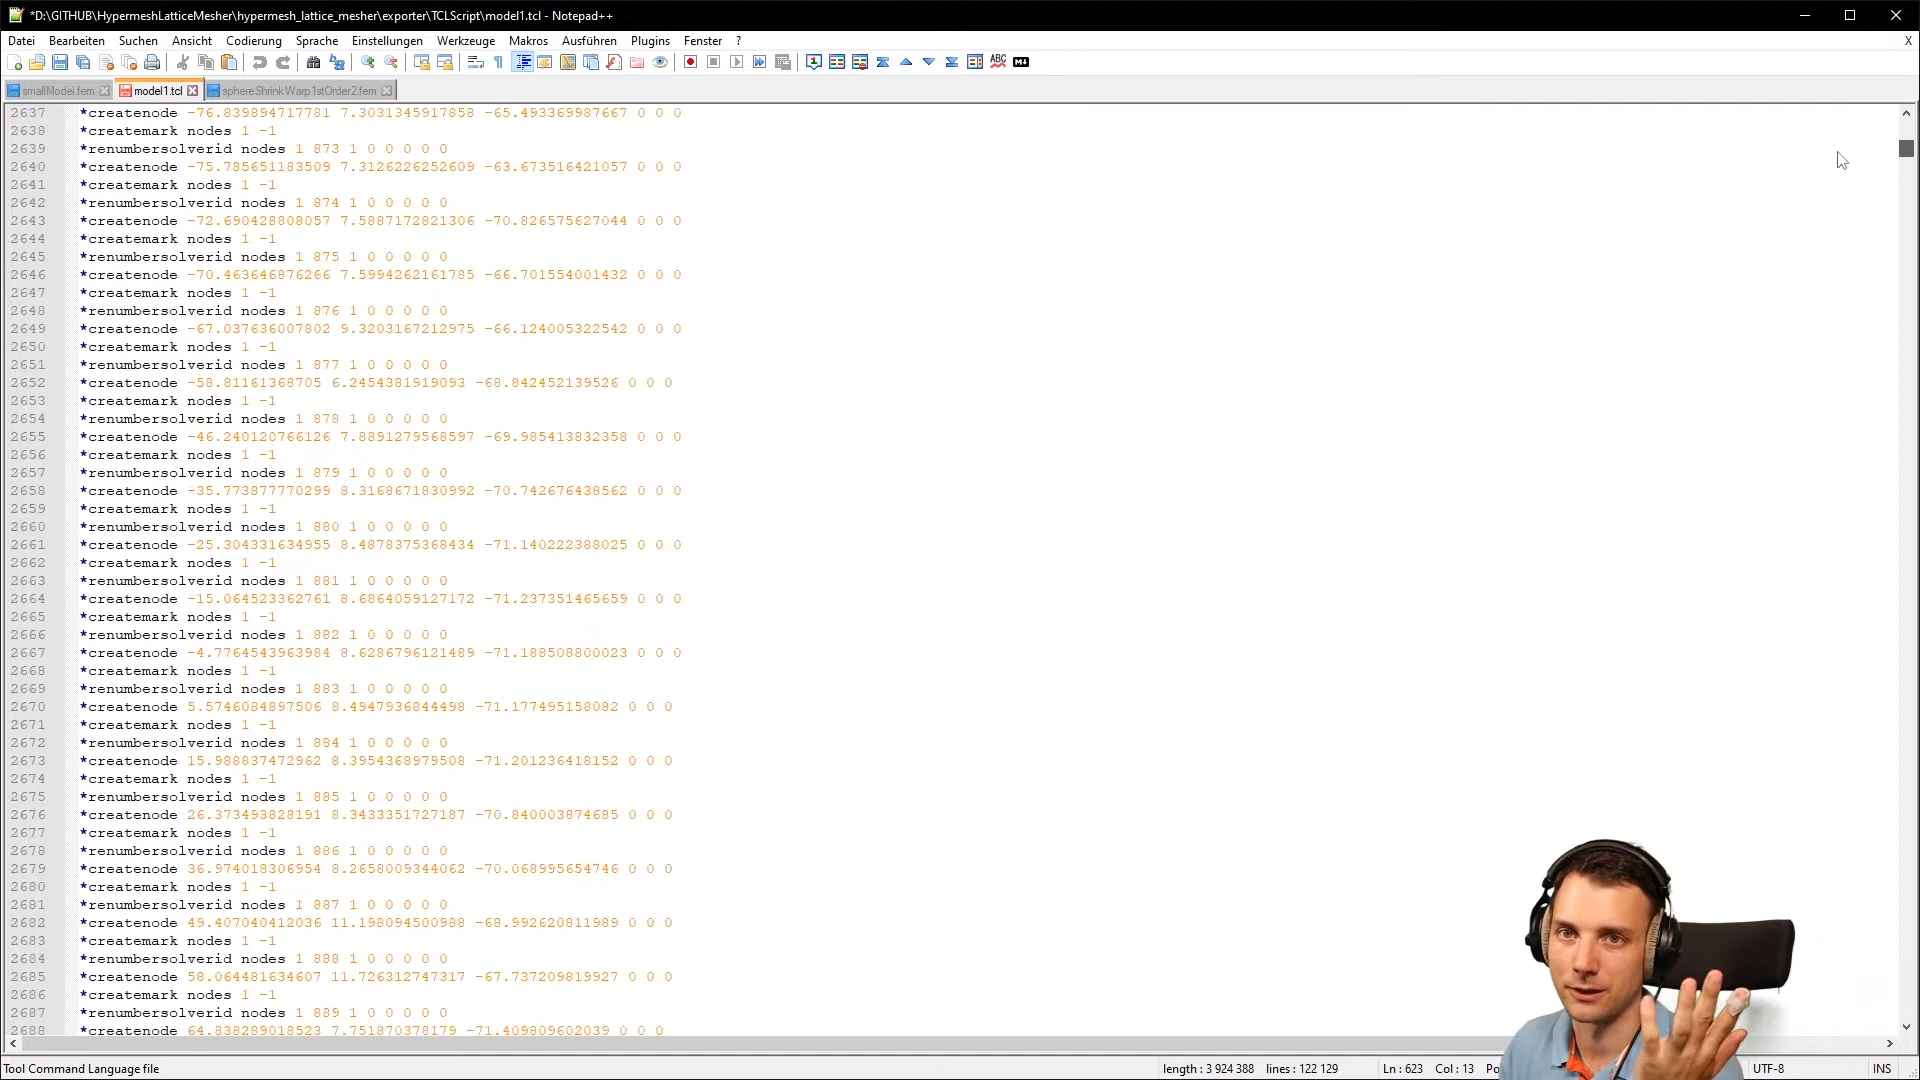 *D:\GITHUB\HypermeshLatticeMesher\hypermesh_lattice_mesher\exporter\TCLScript\model1.tcl - Notepad++
Datei Bearbeiten Suchen Ansicht Codierung Sprache Einstellungen Werkzeuge Makros Ausführen Plugins Fenster ? X
smallModel.fem model1.tcl sphereShrinkWarp1stOrder2.fem
2637 *createnode -76.839894717781 7.3031345917858 -65.493369987667 0 0 0
2638 *createmark nodes 1 -1
2639 *renumbersolverid nodes 1 873 1 0 0 0 0 0
2640 *createnode -75.785651183509 7.3126226252609 -63.673516421057 0 0 0
2641 *createmark nodes 1 -1
2642 *renumbersolverid nodes 1 874 1 0 0 0 0 0
2643 *createnode -72.690428808057 7.5887172821306 -70.826575627044 0 0 0
2644 *createmark nodes 1 -1
2645 *renumbersolverid nodes 1 875 1 0 0 0 0 0
2646 *createnode -70.463646876266 7.5994262161785 -66.701554001432 0 0 0
2647 *createmark nodes 1 -1
2648 *renumbersolverid nodes 1 876 1 0 0 0 0 0
2649 *createnode -67.037636007802 9.3203167212975 -66.124005322542 0 0 0
2650 *createmark nodes 1 -1
2651 *renumbersolverid nodes 1 877 1 0 0 0 0 0
2652 *createnode -58.81161368705 6.2454381919093 -68.842452139526 0 0 0
2653 *createmark nodes 1 -1
2654 *renumbersolverid nodes 1 878 1 0 0 0 0 0
2655 *createnode -46.240120766126 7.8891279568597 -69.985413832358 0 0 0
2656 *createmark nodes 1 -1
2657 *renumbersolverid nodes 1 879 1 0 0 0 0 0
2658 *createnode -35.773877770299 8.3168671830992 -70.742676438562 0 0 0
2659 *createmark nodes 1 -1
2660 *renumbersolverid nodes 1 880 1 0 0 0 0 0
2661 *createnode -25.304331634955 8.4878375368434 -71.140222388025 0 0 0
2662 *createmark nodes 1 -1
2663 *renumbersolverid nodes 1 881 1 0 0 0 0 0
2664 *createnode -15.064523362761 8.6864059127172 -71.237351465659 0 0 0
2665 *createmark nodes 1 -1
2666 *renumbersolverid nodes 1 882 1 0 0 0 0 0
2667 *createnode -4.7764543963984 8.6286796121489 -71.188508800023 0 0 0
2668 *createmark nodes 1 -1
2669 *renumbersolverid nodes 1 883 1 0 0 0 0 0
2670 *createnode 5.5746084897506 8.4947936844498 -71.177495158082 0 0 0
2671 *createmark nodes 1 -1
2672 *renumbersolverid nodes 1 884 1 0 0 0 0 0
2673 *createnode 15.988837472962 8.3954368979508 -71.201236418152 0 0 0
2674 *createmark nodes 1 -1
2675 *renumbersolverid nodes 1 885 1 0 0 0 0 0
2676 *createnode 26.373493828191 8.3433351727187 -70.840003874685 0 0 0
2677 *createmark nodes 1 -1
2678 *renumbersolverid nodes 1 886 1 0 0 0 0 0
2679 *createnode 36.974018306954 8.2658009344062 -70.068995654746 0 0 0
2680 *createmark nodes 1 -1
2681 *renumbersolverid nodes 1 887 1 0 0 0 0 0
2682 *createnode 49.407040412036 11.198094500988 -68.992620811989 0 0 0
2683 *createmark nodes 1 -1
2684 *renumbersolverid nodes 1 888 1 0 0 0 0 0
2685 *createnode 58.064481634607 11.726312747317 -67.737209819927 0 0 0
2686 *createmark nodes 1 -1
2687 *renumbersolverid nodes 1 889 1 0 0 0 0 0
2688 *createnode 64.838289018523 7.751870378179 -71.409809602039 0 0 0
Tool Command Language file length : 3 924 388 lines : 122 129 Ln : 623 Col : 13 Po UTF-8 INS